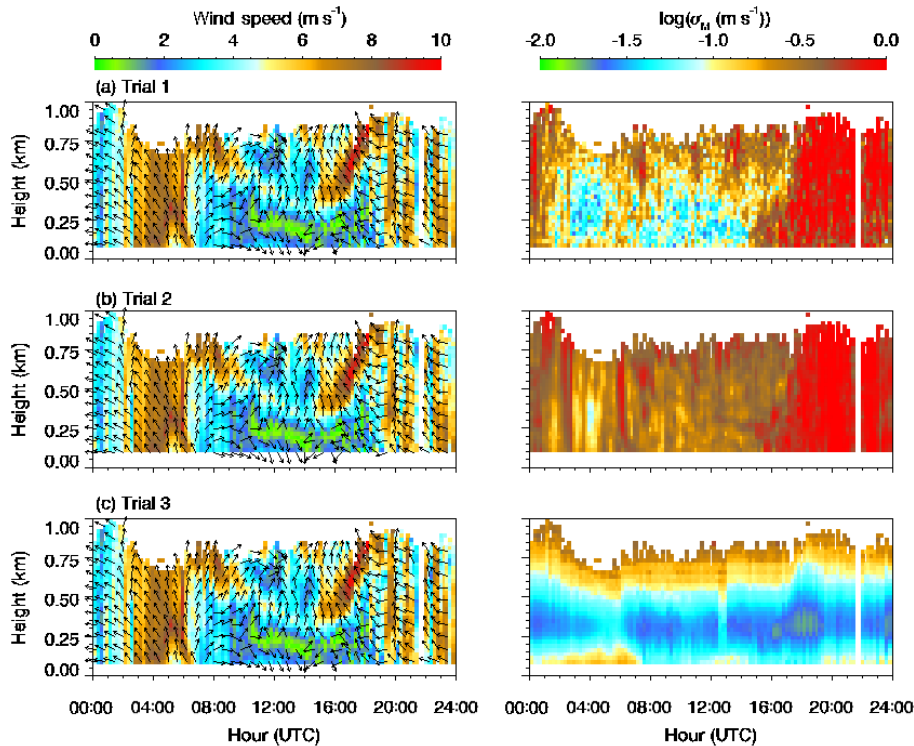 Wind speed (m s⁻¹)
log(σ_M (m s⁻¹))
0 2 4 6 8 10
-2.0 -1.5 -1.0 -0.5 0.0
(a) Trial 1
1.00
0.75
0.50
0.25
0.00
Height (km)
(b) Trial 2
1.00
0.75
0.50
0.25
0.00
Height (km)
(c) Trial 3
1.00
0.75
0.50
0.25
0.00
Height (km)
00:00 04:00 08:00 12:00 16:00 20:00 24:00
00:00 04:00 08:00 12:00 16:00 20:00 24:00
Hour (UTC)
Hour (UTC)